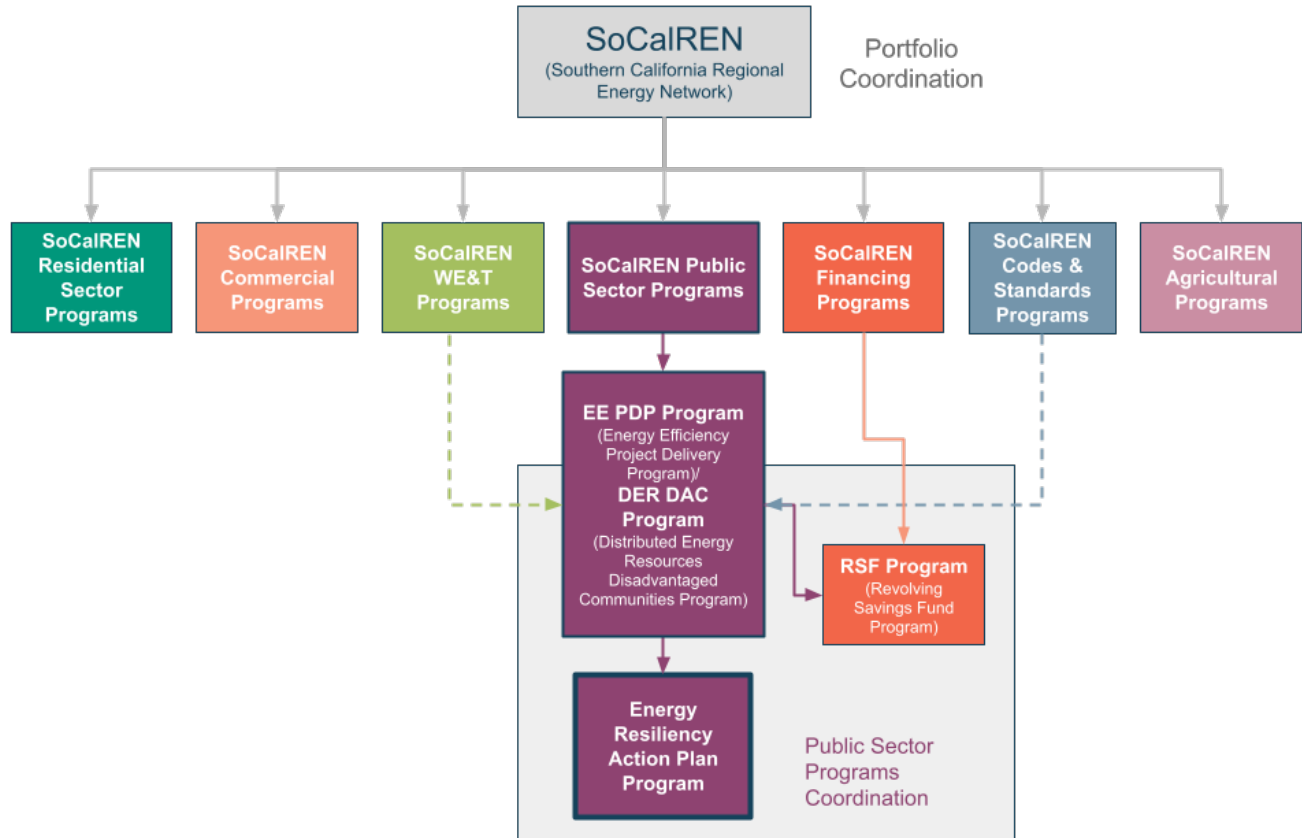 SoCalREN
(Southern California Regional
Energy Network)
Portfolio
Coordination
SoCalREN
Residential
Sector
Programs
SoCalREN
Commercial
Programs
SoCalREN
WE&T
Programs
SoCalREN Public
Sector Programs
SoCalREN
Financing
Programs
SoCalREN
Codes &
Standards
Programs
SoCalREN
Agricultural
Programs
EE PDP Program
(Energy Efficiency
Project Delivery
Program)/
DER DAC
Program
(Distributed Energy
Resources
Disadvantaged
Communities Program)
RSF Program
(Revolving
Savings Fund
Program)
Energy
Resiliency
Action Plan
Program
Public Sector
Programs
Coordination